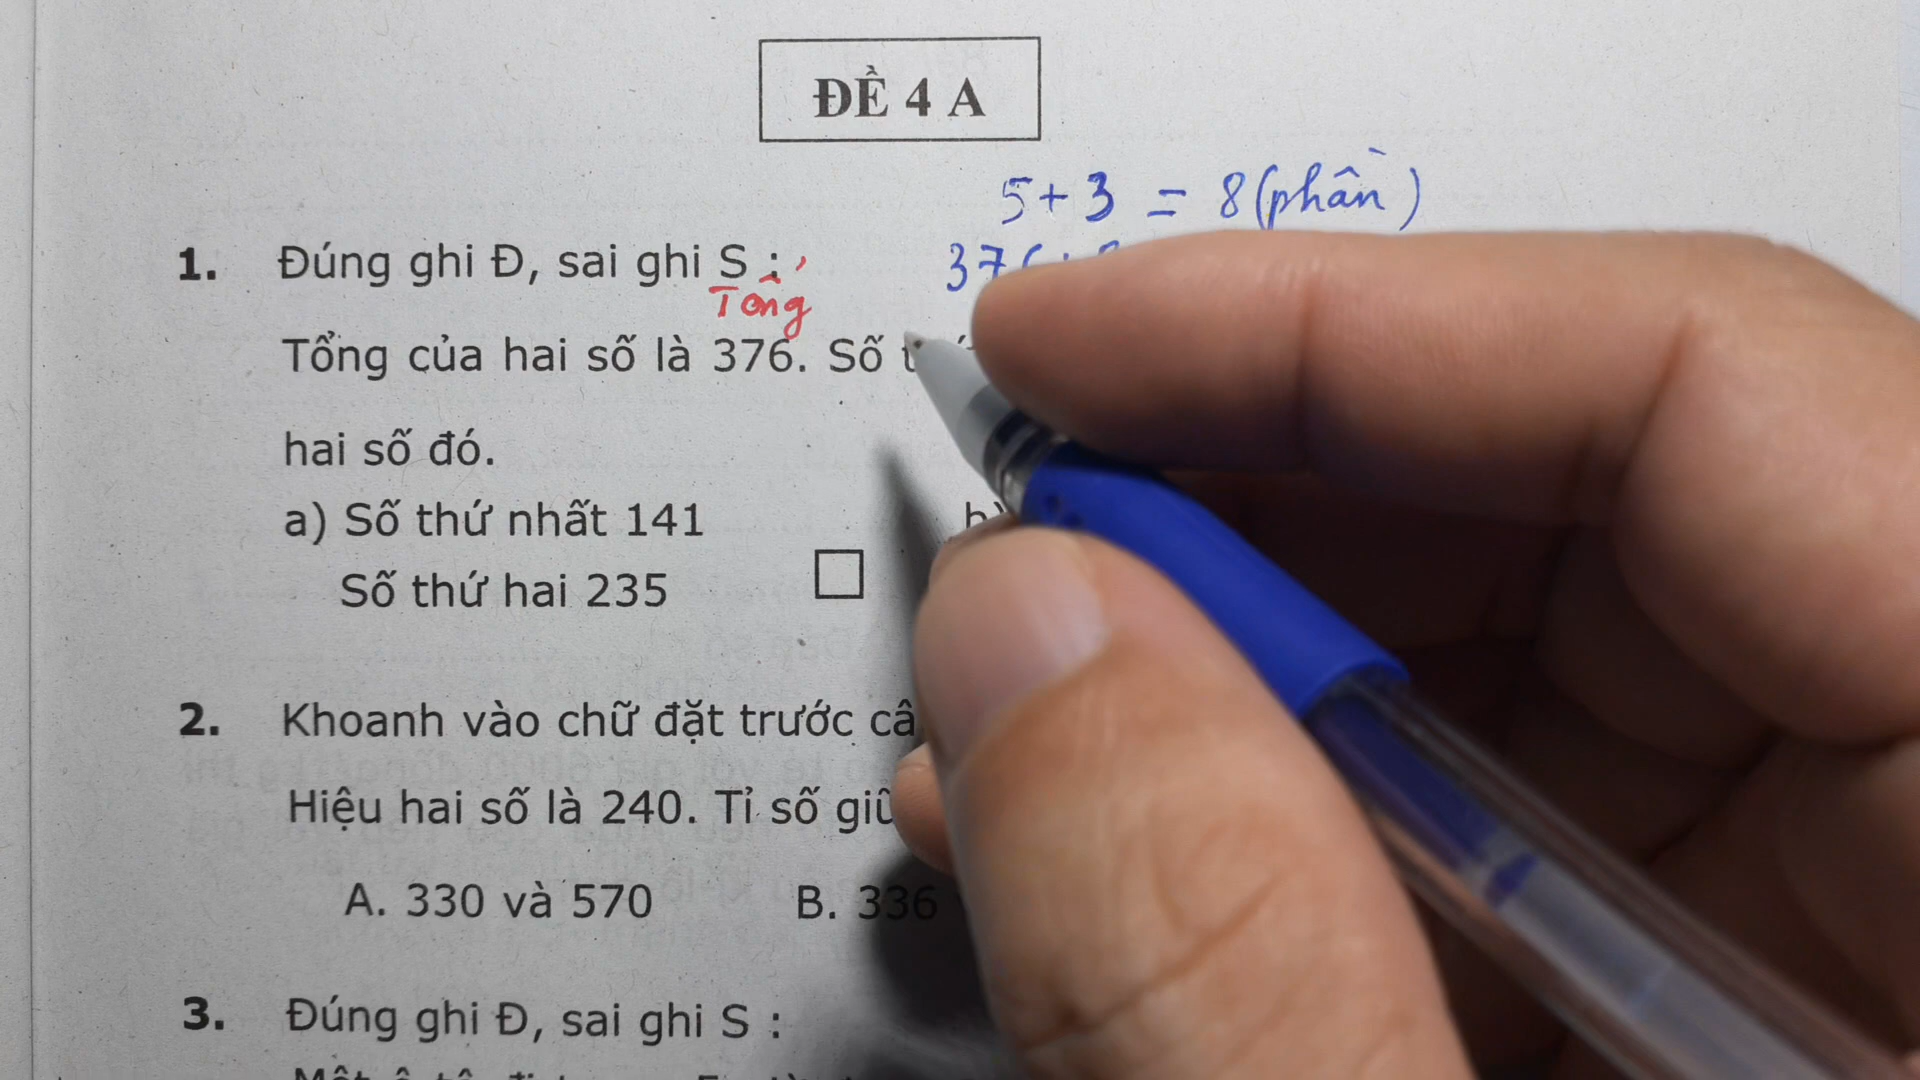 ĐỀ 4 A
5 + 3 = 8 (phần)
1. Đúng ghi Đ, sai ghi S :
376 :
Tổng
Tổng của hai số là 376. Số
hai số đó.
a) Số thứ nhất 141
b)
Số thứ hai 235
2. Khoanh vào chữ đặt trước
Hiệu hai số là 240. Tỉ số
A. 330 và 570 B. 336
3. Đúng ghi Đ, sai ghi S :